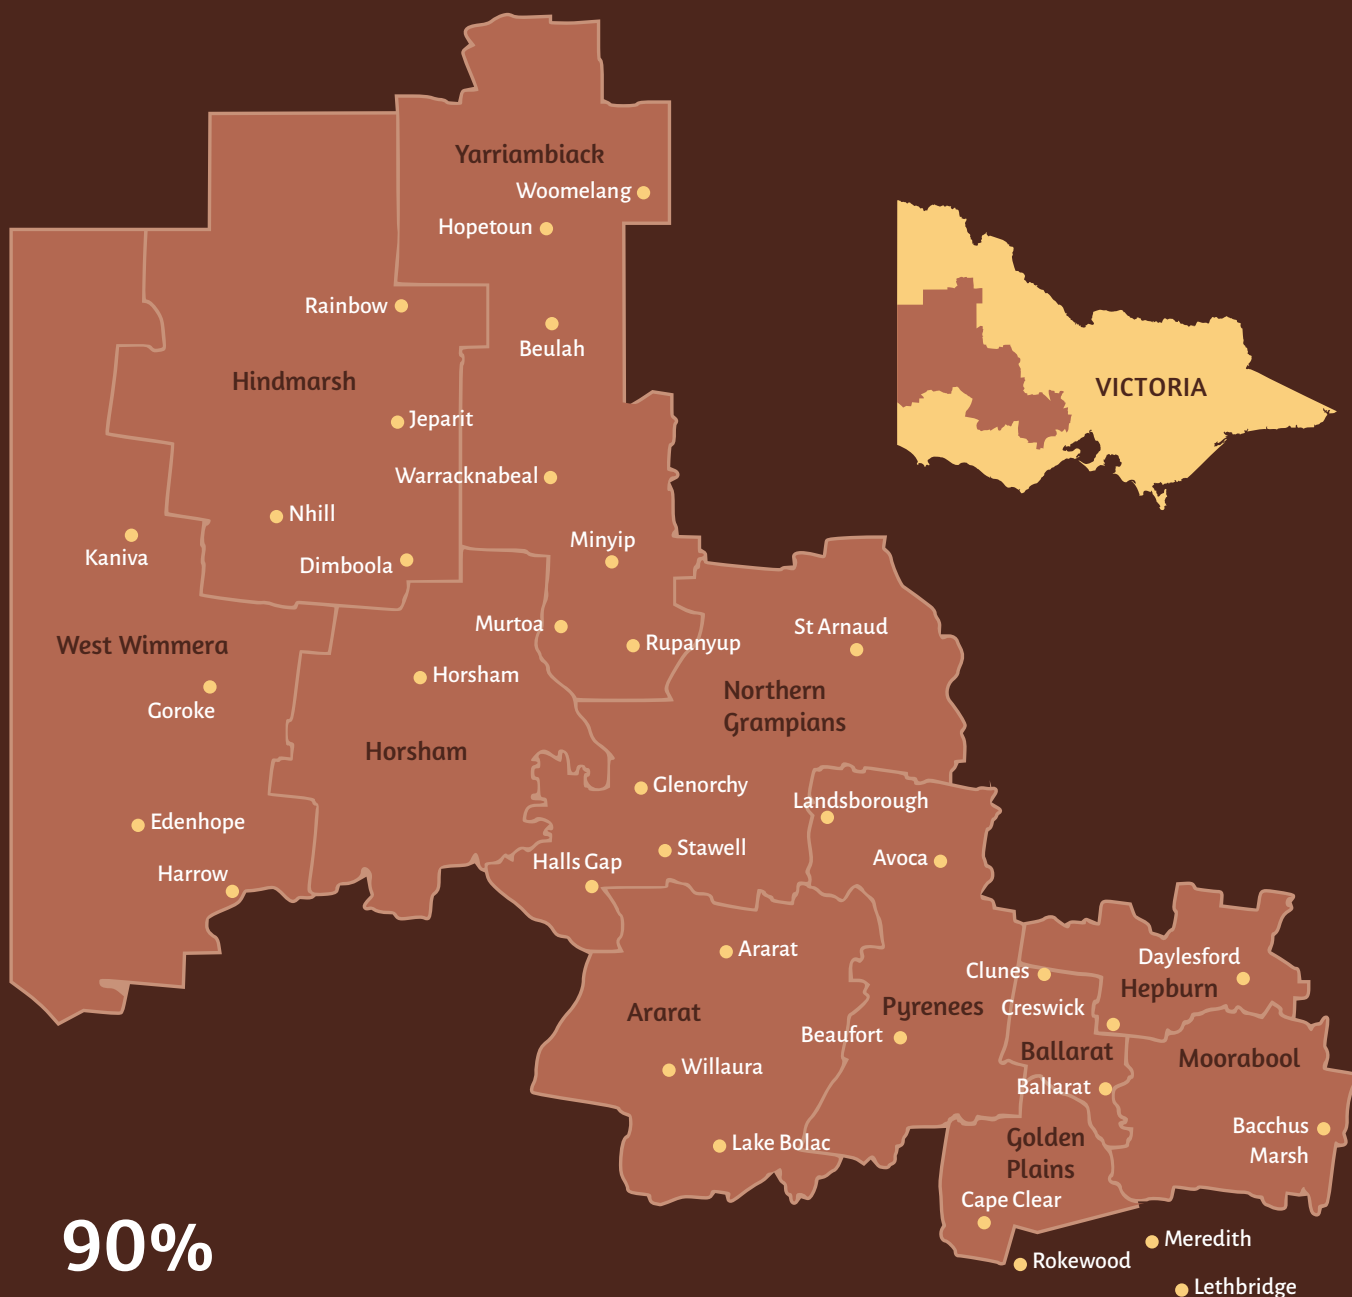 Yarriambiack
Woomelang
Hopetoun
Rainbow
Beulah
Hindmarsh
VICTORIA
Jeparit
Warracknabeal
Nhill
Minyip
Kaniva
Dimboola
Murtoa
St Arnaud
West Wimmera
Rupanyup
Horsham
Northern
Grampians
Goroke
Horsham
Glenorchy
Landsborough
Edenhope
Stawell
Avoca
Halls Gap
Harrow
Ararat
Daylesford
Clunes
Hepburn
Ararat
Pyrenees
Creswick
Beaufort
Ballarat
Moorabool
Willaura
Ballarat
Bacchus
Marsh
Golden
Plains
Lake Bolac
Cape Clear
90%
Meredith
Rokewood
Lethbridge